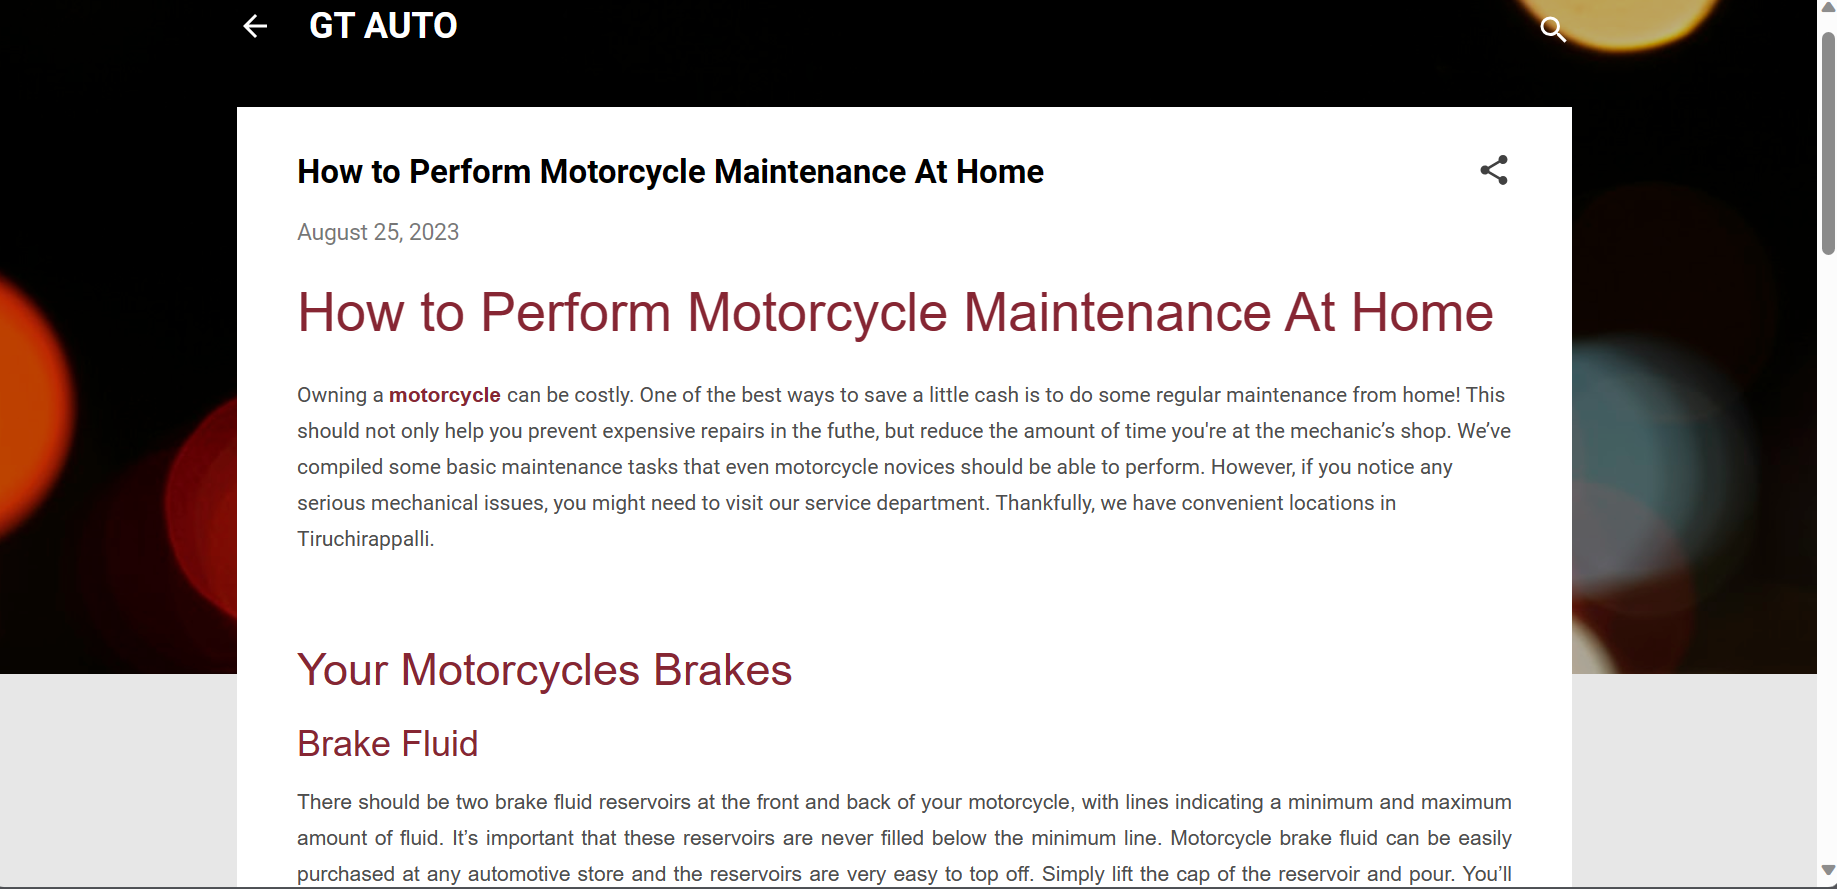 GT AUTO
How to Perform Motorcycle Maintenance At Home
August 25, 2023
How to Perform Motorcycle Maintenance At Home
Owning a motorcycle can be costly. One of the best ways to save a little cash is to do some regular maintenance from home! This
should not only help you prevent expensive repairs in the futhe, but reduce the amount of time you're at the mechanic’s shop. We’ve
compiled some basic maintenance tasks that even motorcycle novices should be able to perform. However, if you notice any
serious mechanical issues, you might need to visit our service department. Thankfully, we have convenient locations in
Tiruchirappalli.
Your Motorcycles Brakes
Brake Fluid
There should be two brake fluid reservoirs at the front and back of your motorcycle, with lines indicating a minimum and maximum
amount of fluid. It’s important that these reservoirs are never filled below the minimum line. Motorcycle brake fluid can be easily
purchased at any automotive store and the reservoirs are very easy to top off. Simply lift the cap of the reservoir and pour. You’ll